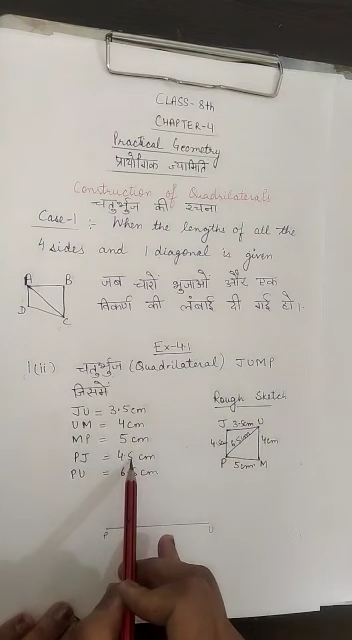 CLASS-8th
CHAPTER-4
Practical Geometry
प्रायोगिक ज्यामिति
Construction of Quadrilaterals
चतुर्भुज की रचना
Case-1 :- When the lengths of all the
4 sides and 1 diagonal is given
A B
D C
जब चारों भुजाओं और एक
विकर्ण की लंबाई दी गई हो।
Ex-4.1
1(ii) चतुर्भुज (Quadrilateral) JUMP
जिसमें
JU = 3.5cm
UM = 4cm
MP = 5cm
PJ = 4.5cm
PU = 6.5cm
Rough Sketch
J 3.5cm U
6.5cm 4cm
P 5cm M
P U